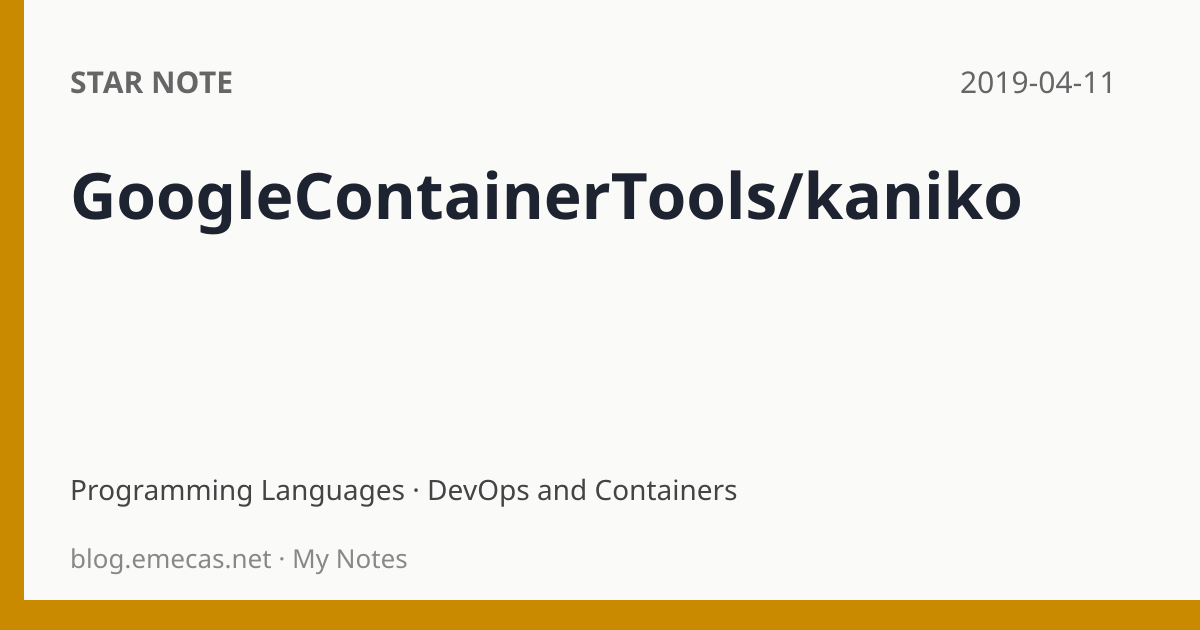 STAR NOTE
2019-04-11
GoogleContainerTools/kaniko
Programming Languages · DevOps and Containers
blog.emecas.net · My Notes